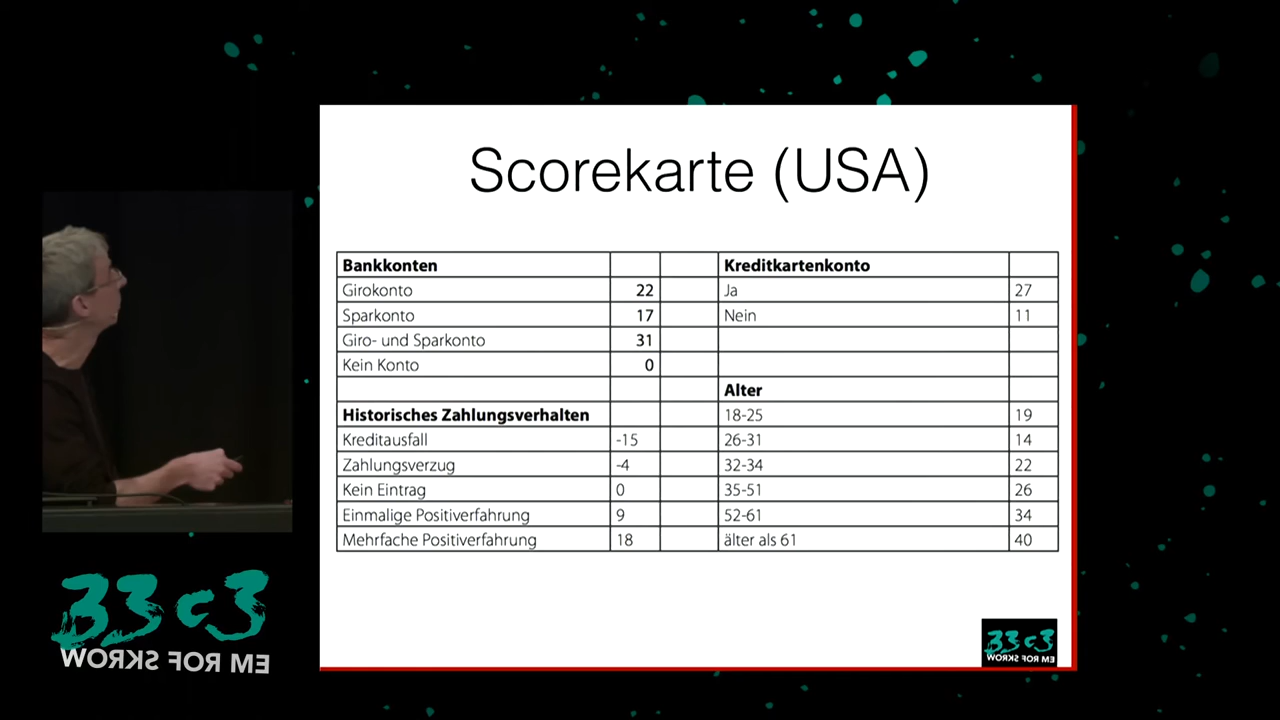 Scorekarte (USA)
Bankkonten Kreditkartenkonto
Girokonto 22 Ja 27
Sparkonto 17 Nein 11
Giro- und Sparkonto 31
Kein Konto 0
Alter
Historisches Zahlungsverhalten 18-25 19
Kreditausfall -15 26-31 14
Zahlungsverzug -4 32-34 22
Kein Eintrag 0 35-51 26
Einmalige Positiverfahrung 9 52-61 34
Mehrfache Positiverfahrung 18 älter als 61 40
33c3
WORKS FOR ME
33c3
WORKS FOR ME